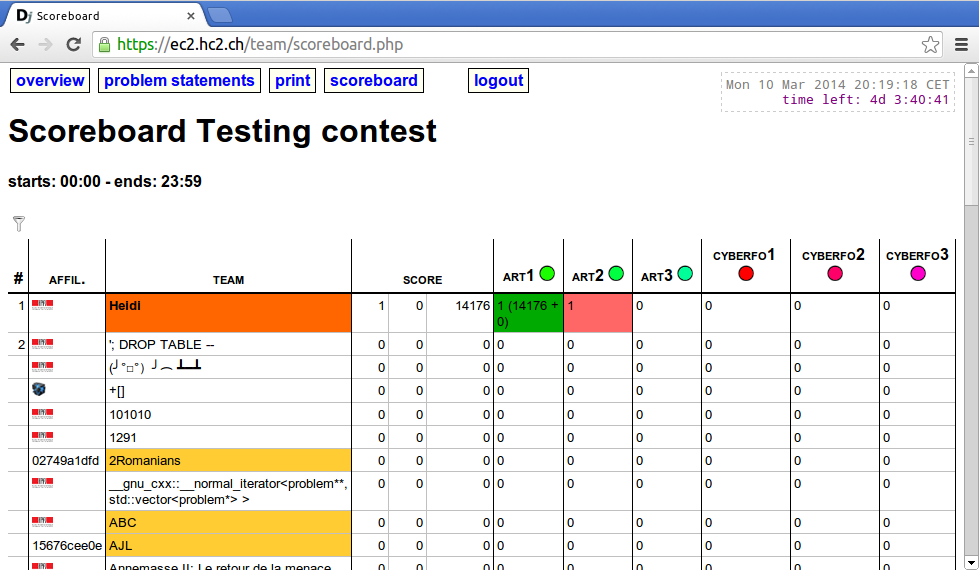 Dj Scoreboard
https://ec2.hc2.ch/team/scoreboard.php
overview problem statements print scoreboard logout
Mon 10 Mar 2014 20:19:18 CET
time left: 4d 3:40:41
Scoreboard Testing contest
starts: 00:00 - ends: 23:59
# AFFIL. TEAM SCORE ART1 ART2 ART3 CYBERFO1 CYBERFO2 CYBERFO3
1 Heidi 1 0 14176 1 (14176 + 0) 1 0 0 0 0
2 '; DROP TABLE -- 0 0 0 0 0 0 0 0 0
(╯°□°) ╯︵ ┻━┻ 0 0 0 0 0 0 0 0 0
+[] 0 0 0 0 0 0 0 0 0
101010 0 0 0 0 0 0 0 0 0
1291 0 0 0 0 0 0 0 0 0
02749a1dfd 2Romanians 0 0 0 0 0 0 0 0 0
__gnu_cxx::__normal_iterator<problem**, 0 0 0 0 0 0 0 0 0
std::vector<problem*> >
ABC 0 0 0 0 0 0 0 0 0
15676cee0e AJL 0 0 0 0 0 0 0 0 0
Annemasse II: Le retour de la menace 0 0 0 0 0 0 0 0 0